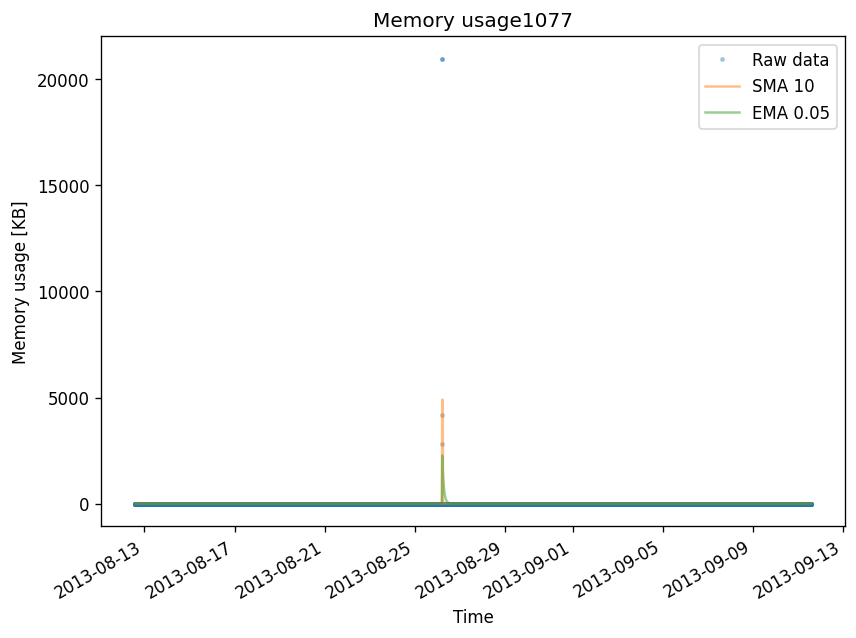 Memory usage1077
Raw data
SMA 10
EMA 0.05
Memory usage [KB]
20000
15000
10000
5000
0
2013-08-13
2013-08-17
2013-08-21
2013-08-25
2013-08-29
2013-09-01
2013-09-05
2013-09-09
2013-09-13
Time